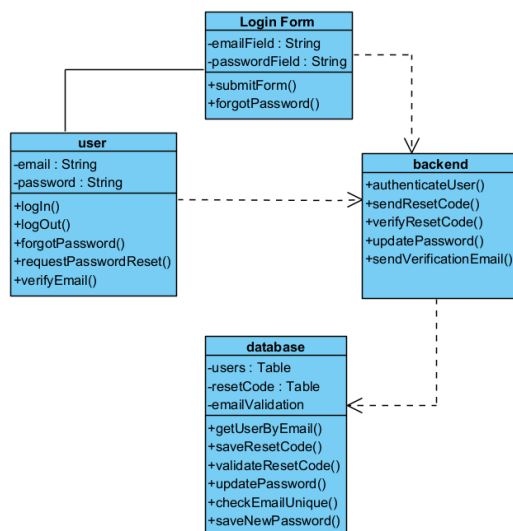 Login Form
-emailField : String
-passwordField : String
+submitForm()
+forgotPassword()
user
-email : String
-password : String
+logIn()
+logOut()
+forgotPassword()
+requestPasswordReset()
+verifyEmail()
backend
+authenticateUser()
+sendResetCode()
+verifyResetCode()
+updatePassword()
+sendVerificationEmail()
database
-users : Table
-resetCode : Table
-emailValidation
+getUserByEmail()
+saveResetCode()
+validateResetCode()
+updatePassword()
+checkEmailUnique()
+saveNewPassword()